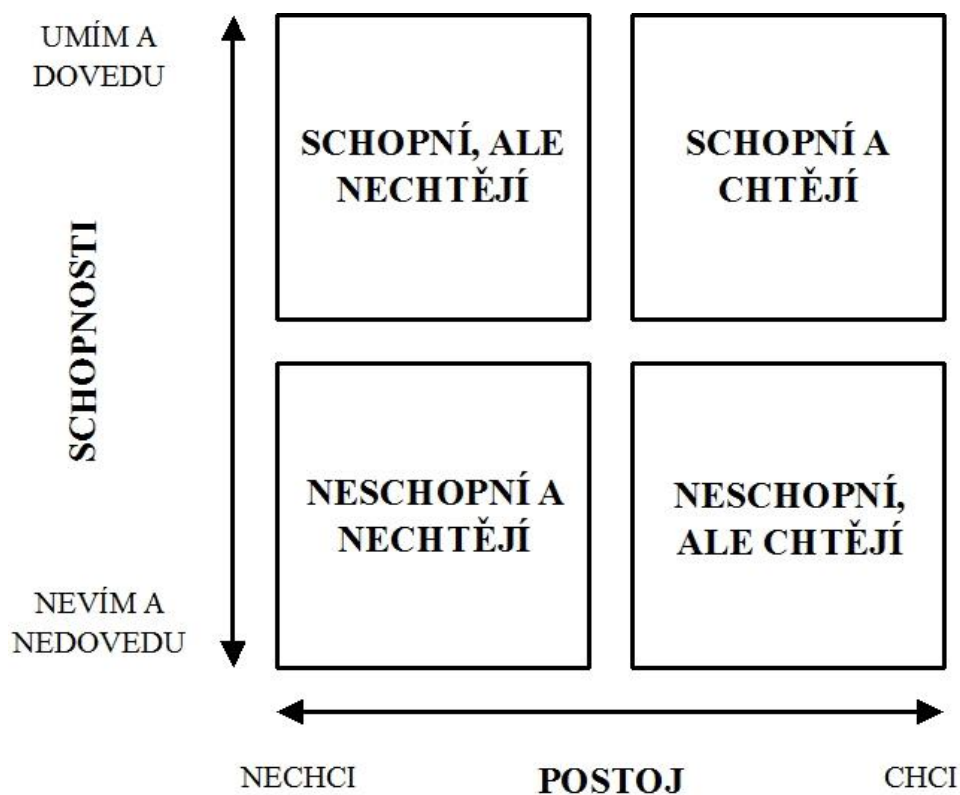 UMÍM A
DOVEDU
SCHOPNÍ, ALE
NECHTĚJÍ
SCHOPNÍ A
CHTĚJÍ
SCHOPNOSTI
NESCHOPNÍ A
NECHTĚJÍ
NESCHOPNÍ,
ALE CHTĚJÍ
NEVÍM A
NEDOVEDU
NECHCI
POSTOJ
CHCI